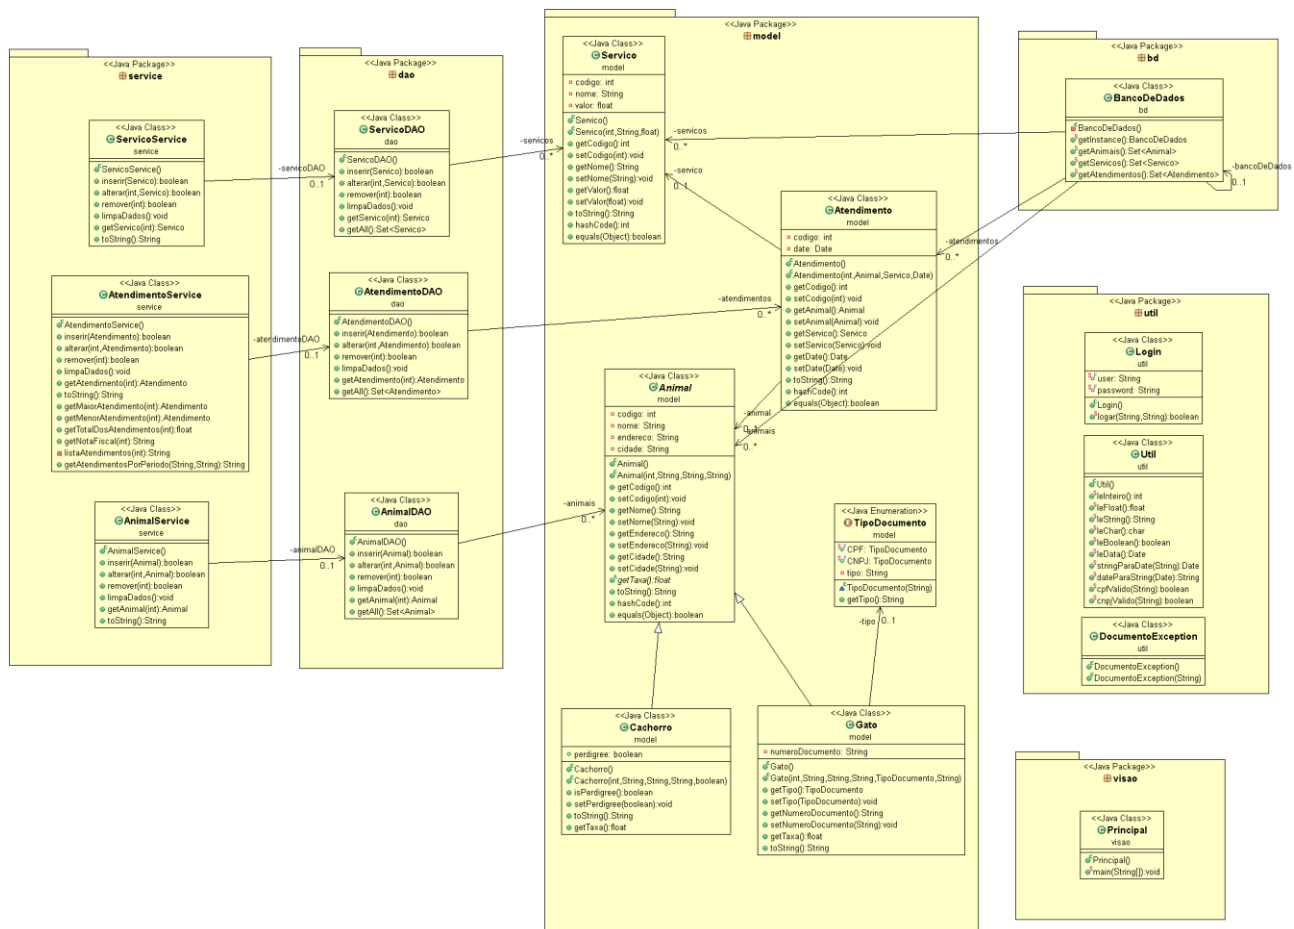 <<Java Package>>
service
<<Java Class>>
ServicoService
service
ServicoService()
inserir(Servico):boolean
alterar(int,Servico):boolean
remover(int):boolean
limpaDados():void
getServico(int):Servico
toString():String
-servicoDAO
0..1
<<Java Class>>
AtendimentoService
service
AtendimentoService()
inserir(Atendimento):boolean
alterar(int,Atendimento):boolean
remover(int):boolean
limpaDados():void
getAtendimento(int):Atendimento
toString():String
getMaiorAtendimento(int):Atendimento
getMenorAtendimento(int):Atendimento
getTotalDosAtendimentos(int):float
getNotaFiscal(int):String
listaAtendimentos(int):String
getAtendimentosPorPeriodo(String,String):String
-atendimentoDAO
0..1
<<Java Class>>
AnimalService
service
AnimalService()
inserir(Animal):boolean
alterar(int,Animal):boolean
remover(int):boolean
limpaDados():void
getAnimal(int):Animal
toString():String
-animalDAO
0..1
<<Java Package>>
dao
<<Java Class>>
ServicoDAO
dao
ServicoDAO()
inserir(Servico):boolean
alterar(int,Servico):boolean
remover(int):boolean
limpaDados():void
getServico(int):Servico
getAll():Set<Servico>
-servicos
0..*
<<Java Class>>
AtendimentoDAO
dao
AtendimentoDAO()
inserir(Atendimento):boolean
alterar(int,Atendimento):boolean
remover(int):boolean
limpaDados():void
getAtendimento(int):Atendimento
getAll():Set<Atendimento>
-atendimentos
0..*
<<Java Class>>
AnimalDAO
dao
AnimalDAO()
inserir(Animal):boolean
alterar(int,Animal):boolean
remover(int):boolean
limpaDados():void
getAnimal(int):Animal
getAll():Set<Animal>
-animais
0..*
<<Java Package>>
model
<<Java Class>>
Servico
model
codigo: int
nome: String
valor: float
Servico()
Servico(int,String,float)
getCodigo():int
setCodigo(int):void
getNome():String
setNome(String):void
getValor():float
setValor(float):void
toString():String
hashCode():int
equals(Object):boolean
-servicos
0..*
-servico
0..1
<<Java Class>>
Atendimento
model
codigo: int
date: Date
Atendimento()
Atendimento(int,Animal,Servico,Date)
getCodigo():int
setCodigo(int):void
getAnimal():Animal
setAnimal(Animal):void
getServico():Servico
setServico(Servico):void
getDate():Date
setDate(Date):void
toString():String
hashCode():int
equals(Object):boolean
-atendimentos
0..*
<<Java Class>>
Animal
model
codigo: int
nome: String
endereco: String
cidade: String
Animal()
Animal(int,String,String,String)
getCodigo():int
setCodigo(int):void
getNome():String
setNome(String):void
getEndereco():String
setEndereco(String):void
getCidade():String
setCidade(String):void
getTaxa():float
toString():String
hashCode():int
equals(Object):boolean
-animal
0..1
-animais
0..*
<<Java Enumeration>>
TipoDocumento
model
CPF: TipoDocumento
CNPJ: TipoDocumento
tipo: String
TipoDocumento(String)
getTipo():String
-tipo
0..1
<<Java Class>>
Cachorro
model
perdigree: boolean
Cachorro()
Cachorro(int,String,String,String,boolean)
isPerdigree():boolean
setPerdigree(boolean):void
toString():String
getTaxa():float
<<Java Class>>
Gato
model
numeroDocumento: String
Gato()
Gato(int,String,String,String,TipoDocumento,String)
getTipo():TipoDocumento
setTipo(TipoDocumento):void
getNumeroDocumento():String
setNumeroDocumento(String):void
getTaxa():float
toString():String
<<Java Package>>
bd
<<Java Class>>
BancoDeDados
bd
BancoDeDados()
getInstance():BancoDeDados
getAnimais():Set<Animal>
getServicos():Set<Servico>
getAtendimentos():Set<Atendimento>
-bancoDeDados
0..1
<<Java Package>>
util
<<Java Class>>
Login
util
user: String
password: String
Login()
logar(String,String):boolean
<<Java Class>>
Util
util
Util()
leInteiro():int
leFloat():float
leString():String
leChar():char
leBoolean():boolean
leData():Date
stringParaDate(String):Date
dateParaString(Date):String
cpfValido(String):boolean
cnpjValido(String):boolean
<<Java Class>>
DocumentoException
util
DocumentoException()
DocumentoException(String)
<<Java Package>>
visao
<<Java Class>>
Principal
visao
Principal()
main(String[]):void